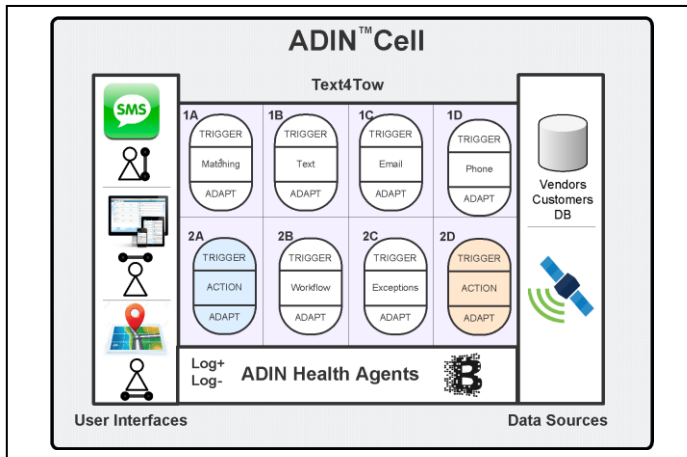 ADIN™Cell
Text4Tow
SMS
1A
TRIGGER
Matching
ADAPT
1B
TRIGGER
Text
ADAPT
1C
TRIGGER
Email
ADAPT
1D
TRIGGER
Phone
ADAPT
2A
TRIGGER
ACTION
ADAPT
2B
TRIGGER
Workflow
ADAPT
2C
TRIGGER
Exceptions
ADAPT
2D
TRIGGER
ACTION
ADAPT
Vendors
Customers
DB
Log+
Log-
ADIN Health Agents
User Interfaces
Data Sources